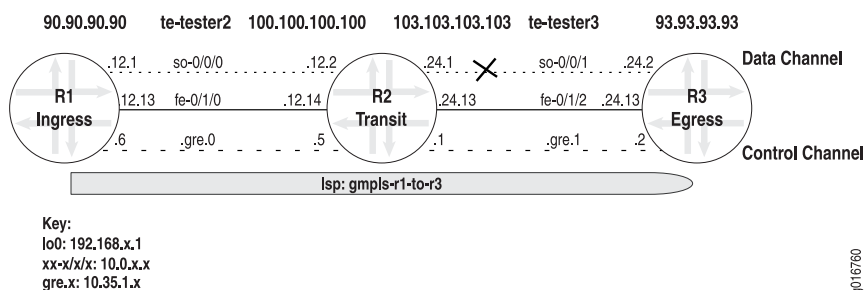 90.90.90.90 te-tester2 100.100.100.100 103.103.103.103 te-tester3 93.93.93.93
.12.1 so-0/0/0 .12.2 .24.1 so-0/0/1 .24.2 Data Channel
R1 Ingress
.12.13 fe-0/1/0 .12.14
R2 Transit
.24.13 fe-0/1/2 .24.13
R3 Egress
.6 .gre.0 .5 .1 .gre.1 .2 Control Channel
lsp: gmpls-r1-to-r3
Key:
lo0: 192.168.x.1
xx-x/x/x: 10.0.x.x
gre.x: 10.35.1.x
g016760